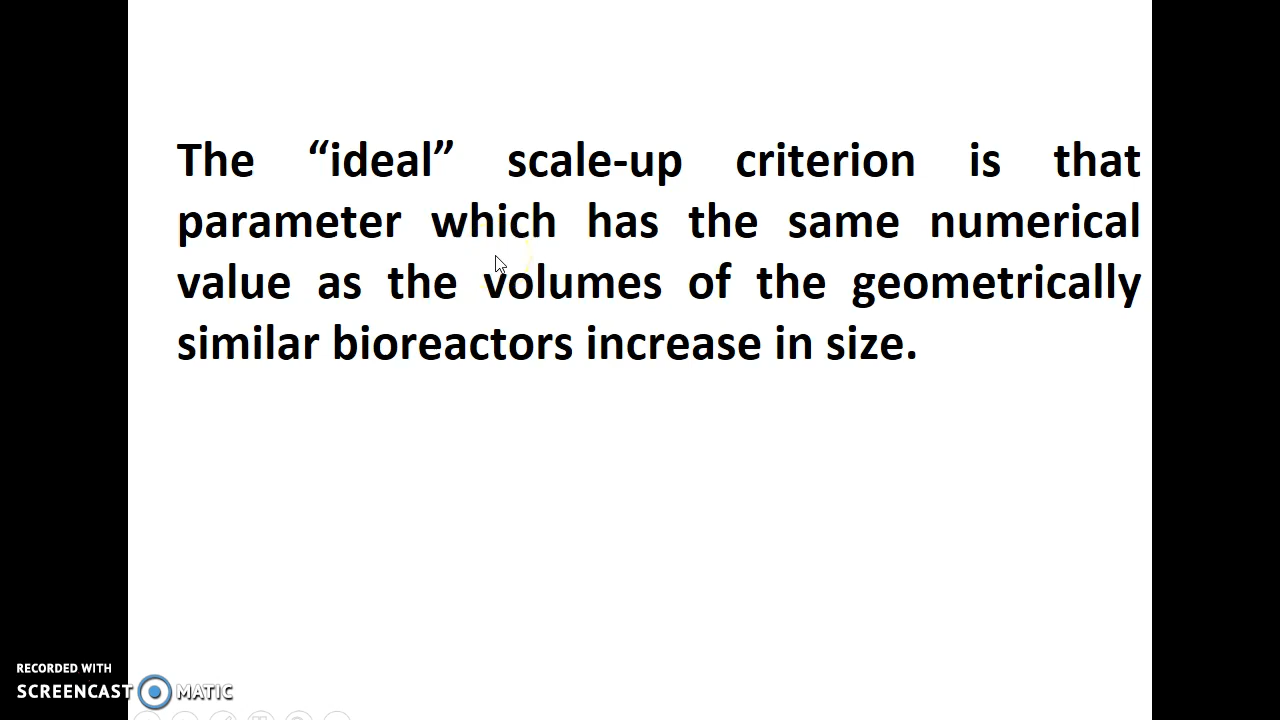 The “ideal” scale-up criterion is that
parameter which has the same numerical
value as the volumes of the geometrically
similar bioreactors increase in size.
RECORDED WITH
SCREENCAST MATIC